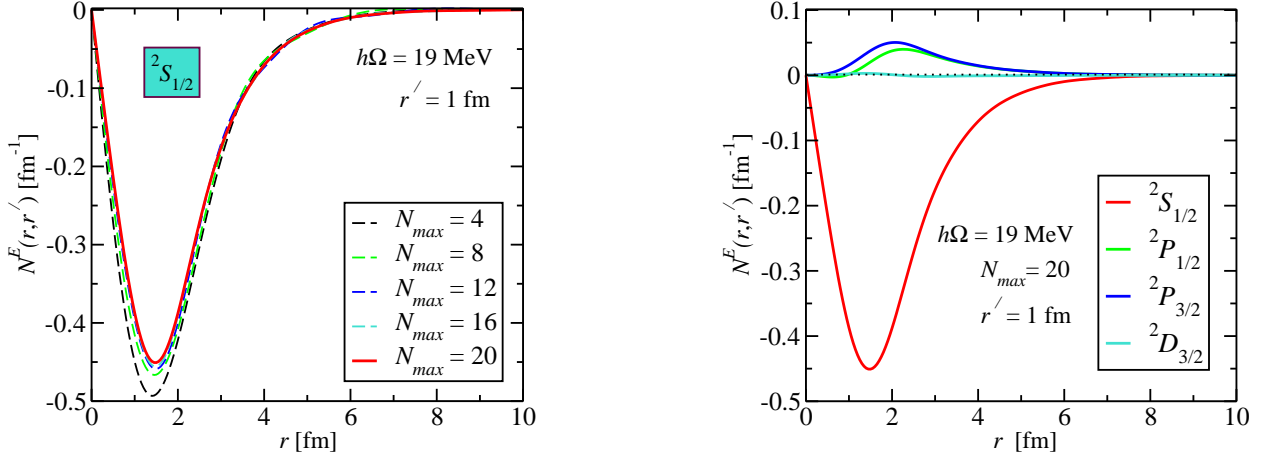 0
-0.1
-0.2
-0.3
-0.4
-0.5
0 2 4 6 8 10
N^E(r,r′) [fm^-1]
r [fm]
^2S_1/2
hΩ = 19 MeV
r′ = 1 fm
N_max = 4
N_max = 8
N_max = 12
N_max = 16
N_max = 20
0.1
0
-0.1
-0.2
-0.3
-0.4
-0.5
0 2 4 6 8 10
N^E(r,r′) [fm^-1]
r [fm]
hΩ = 19 MeV
N_max = 20
r′ = 1 fm
^2S_1/2
^2P_1/2
^2P_3/2
^2D_3/2